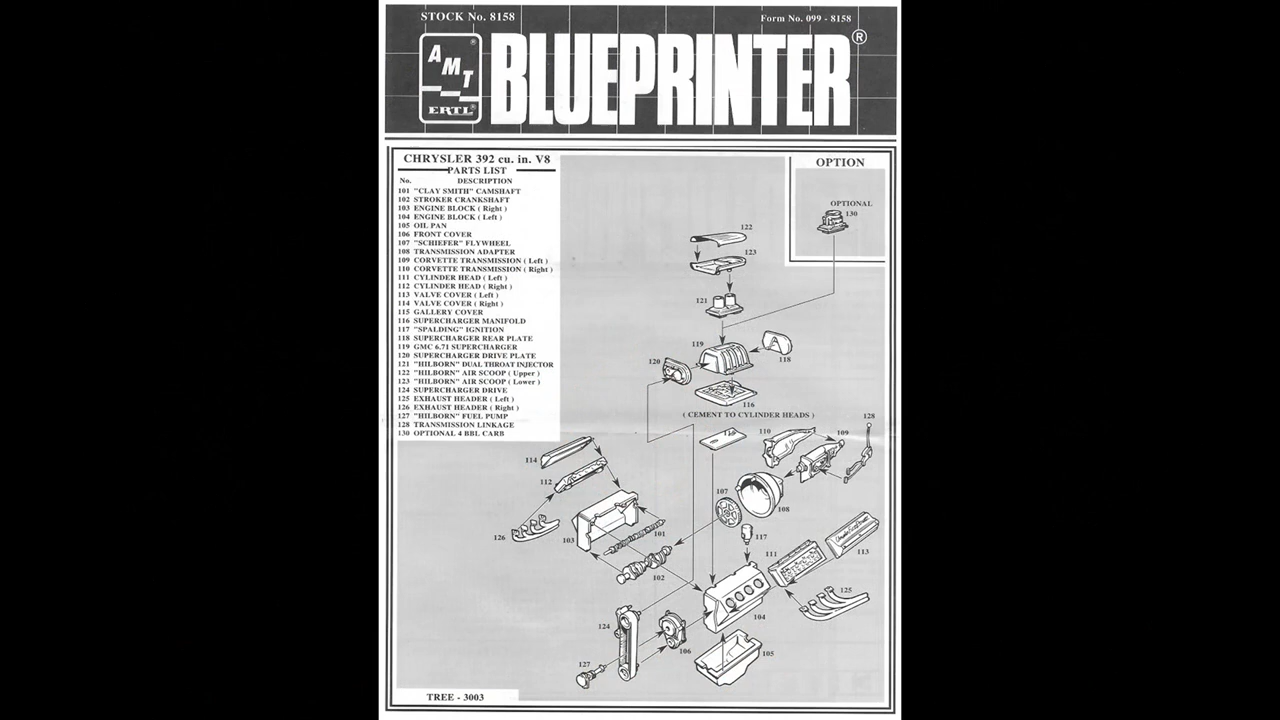 STOCK No. 8158
Form No. 099 - 8158
AMT
ERTL®
BLUEPRINTER®
CHRYSLER 392 cu. in. V8
PARTS LIST
No. DESCRIPTION
101 "CLAY SMITH" CAMSHAFT
102 STROKER CRANKSHAFT
103 ENGINE BLOCK ( Right )
104 ENGINE BLOCK ( Left )
105 OIL PAN
106 FRONT COVER
107 "SCHIEFER" FLYWHEEL
108 TRANSMISSION ADAPTER
109 CORVETTE TRANSMISSION ( Left )
110 CORVETTE TRANSMISSION ( Right )
111 CYLINDER HEAD ( Left )
112 CYLINDER HEAD ( Right )
113 VALVE COVER ( Left )
114 VALVE COVER ( Right )
115 GALLERY COVER
116 SUPERCHARGER MANIFOLD
117 "SPALDING" IGNITION
118 SUPERCHARGER REAR PLATE
119 GMC 6.71 SUPERCHARGER
120 SUPERCHARGER DRIVE PLATE
121 "HILBORN" DUAL THROAT INJECTOR
122 "HILBORN" AIR SCOOP ( Upper )
123 "HILBORN" AIR SCOOP ( Lower )
124 SUPERCHARGER DRIVE
125 EXHAUST HEADER ( Left )
126 EXHAUST HEADER ( Right )
127 "HILBORN" FUEL PUMP
128 TRANSMISSION LINKAGE
130 OPTIONAL 4 BBL CARB
OPTION
OPTIONAL
130
122
123
121
119
118
120
116
( CEMENT TO CYLINDER HEADS )
128
115
110
109
114
112
107
108
126
103
101
117
102
111
113
125
104
124
106
105
127
TREE - 3003